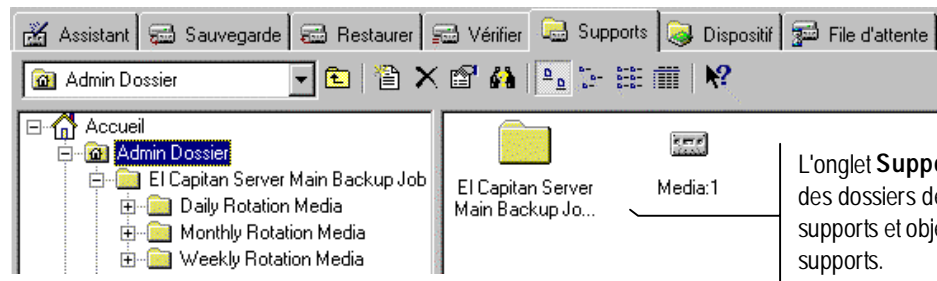 Assistant Sauvegarde Restaurer Vérifier Supports Dispositif File d'attente
Admin Dossier
Accueil
Admin Dossier
El Capitan Server Main Backup Job
Daily Rotation Media
Monthly Rotation Media
Weekly Rotation Media
El Capitan Server
Main Backup Jo...
Media:1
L'onglet
des dossiers
supports et
supports.